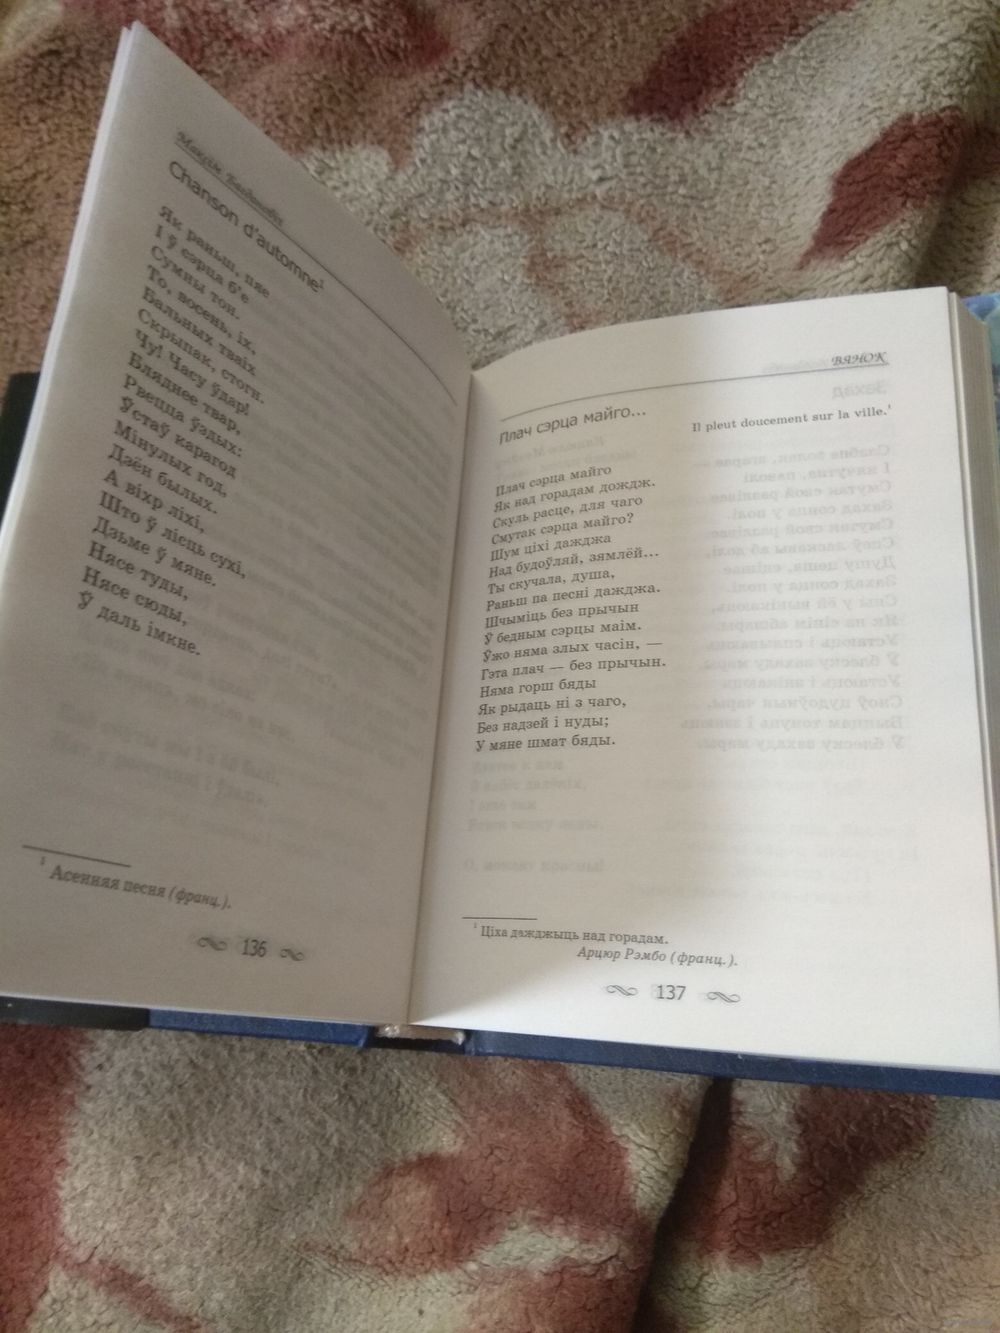 Максім Багдановіч
Chanson d'automne¹
Як раньш, пяе
І ў сэрца б'е
Сумны тон.
То, восень, іх,
Бальных тваіх
Скрыпак, стогн.
Чу! Часу ўдар!
Бляднее твар,
Рвецца ўздых:
Ўстаў карагод
Мінулых год,
Дзён былых.
А віхр ліхі,
Што ў лісць сухі,
Дзьме ў мяне.
Нясе туды,
Нясе сюды,
Ў даль імкне.
¹ Асенняя песня (франц.).
136
ВЯНОК
Плач сэрца майго...
Il pleut doucement sur la ville.¹
Плач сэрца майго
Як над горадам дождж.
Скуль расце, для чаго
Смутак сэрца майго?
Шум ціхі дажджа
Над будоўляй, зямлёй...
Ты скучала, душа,
Раньш па песні дажджа.
Шчыміць без прычын
Ў бедным сэрцы маім.
Ўжо няма злых часін, —
Гэта плач — без прычын.
Няма горш бяды
Як рыдаць ні з чаго,
Без надзей і нуды;
У мяне шмат бяды.
¹ Ціха дажджыць над горадам.
Арцюр Рэмбо (франц.).
137